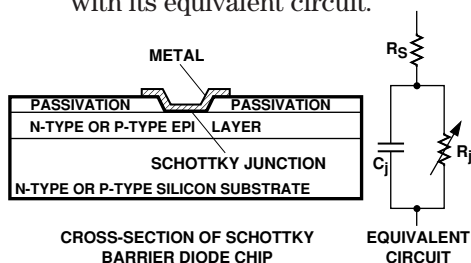 with its equivalent circuit.
METAL
PASSIVATION PASSIVATION
N-TYPE OR P-TYPE EPI LAYER
SCHOTTKY JUNCTION
N-TYPE OR P-TYPE SILICON SUBSTRATE
CROSS-SECTION OF SCHOTTKY
BARRIER DIODE CHIP
RS
Cj
Rj
EQUIVALENT
CIRCUIT